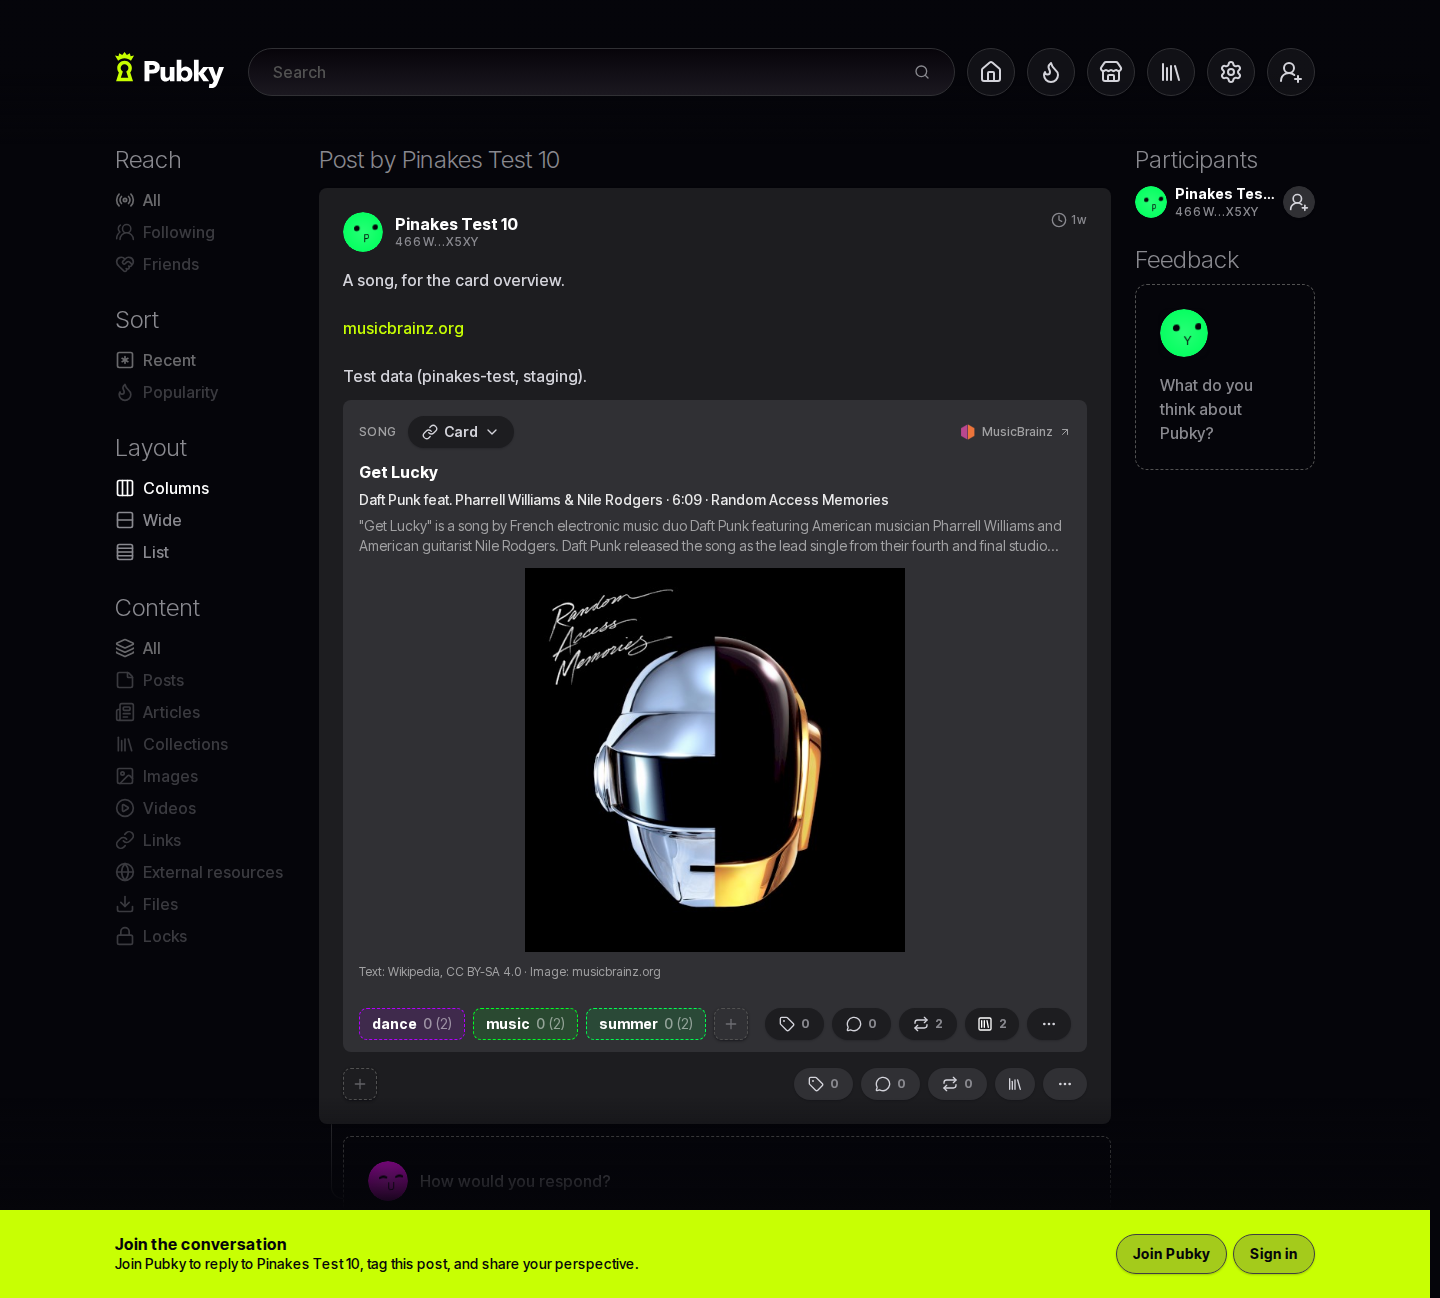 Pubky
Search
Reach
All
Following
Friends
Sort
Recent
Popularity
Layout
Columns
Wide
List
Content
All
Posts
Articles
Collections
Images
Videos
Links
External resources
Files
Locks
Post by Pinakes Test 10
Pinakes Test 10
466W...X5XY
1w
A song, for the card overview.
musicbrainz.org
Test data (pinakes-test, staging).
SONG
Card
MusicBrainz
Get Lucky
Daft Punk feat. Pharrell Williams & Nile Rodgers · 6:09 · Random Access Memories
"Get Lucky" is a song by French electronic music duo Daft Punk featuring American musician Pharrell Williams and
American guitarist Nile Rodgers. Daft Punk released the song as the lead single from their fourth and final studio...
Random
Access
Memories
Text: Wikipedia, CC BY-SA 4.0 · Image: musicbrainz.org
dance 0 (2)
music 0 (2)
summer 0 (2)
0
0
2
2
0
0
0
How would you respond?
Participants
Pinakes Tes...
466W...X5XY
Feedback
What do you
think about
Pubky?
Join the conversation
Join Pubky to reply to Pinakes Test 10, tag this post, and share your perspective.
Join Pubky
Sign in